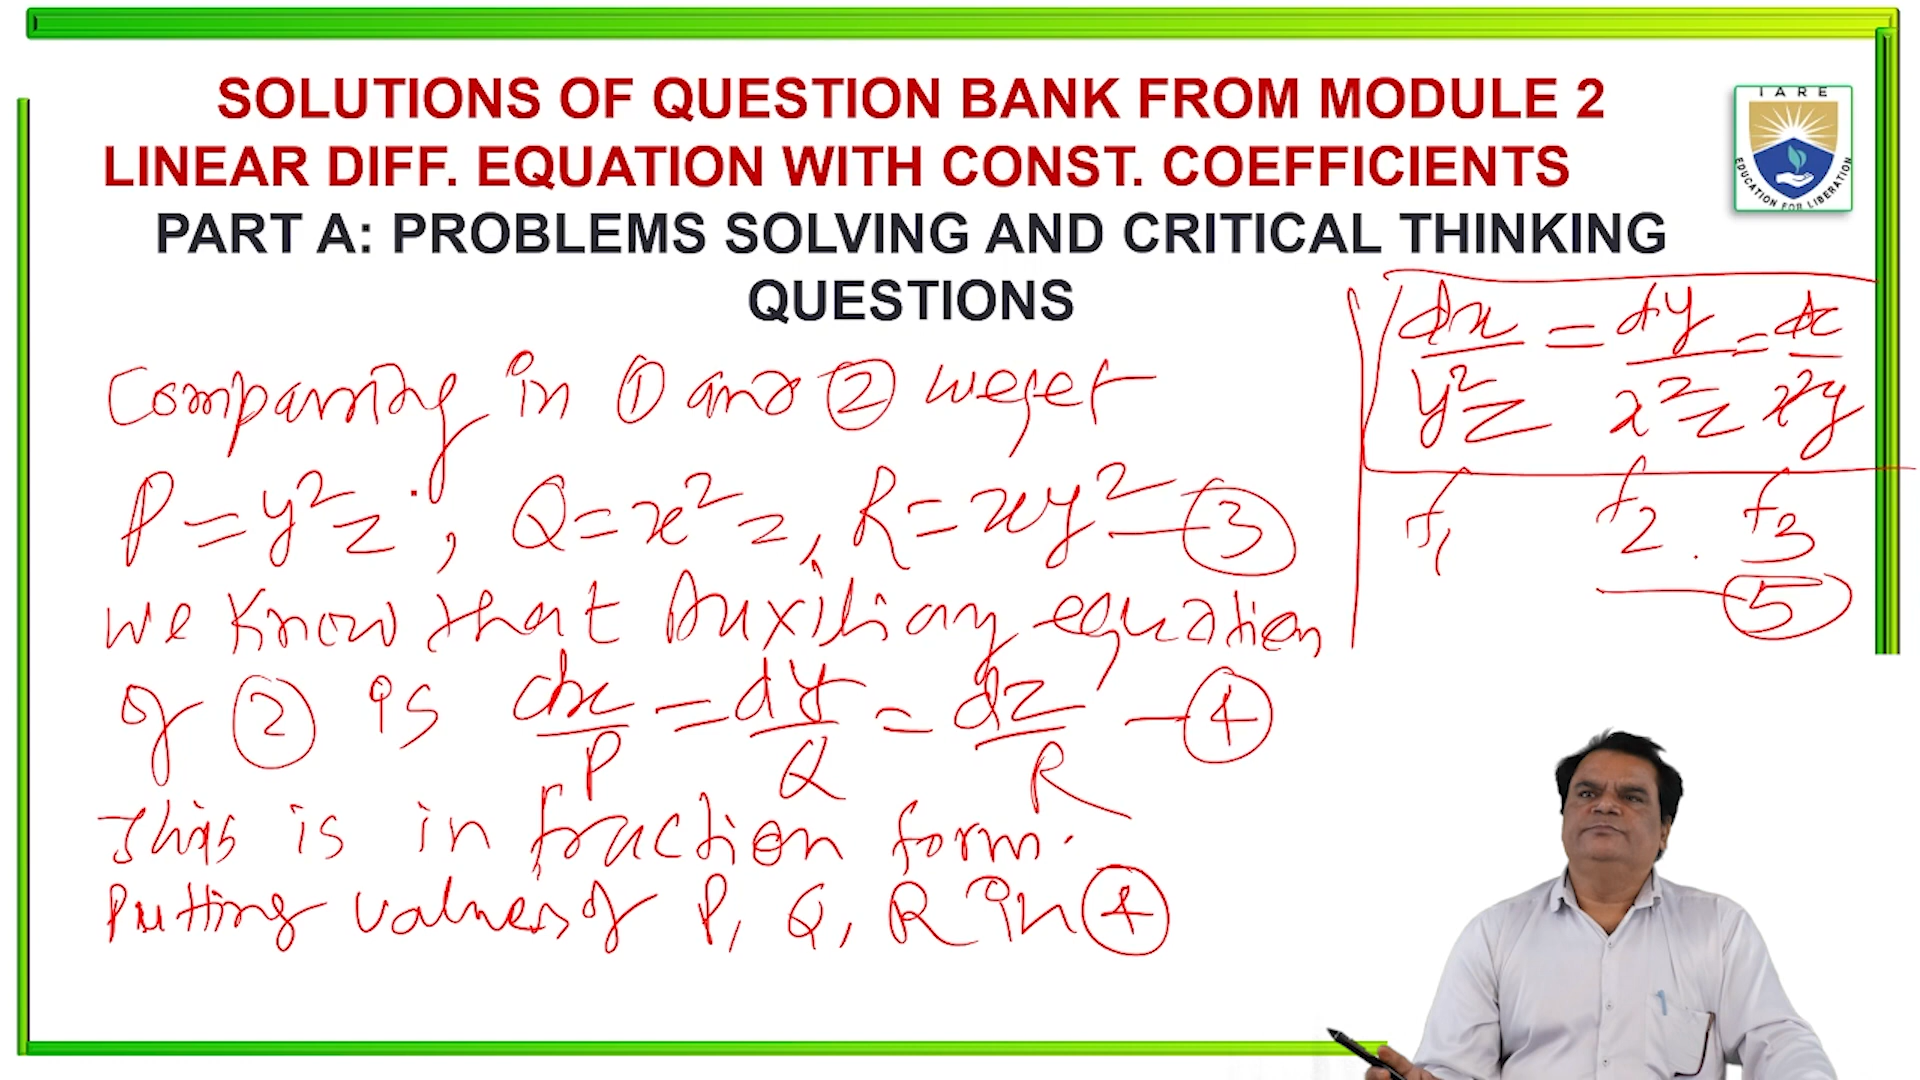 SOLUTIONS OF QUESTION BANK FROM MODULE 2
LINEAR DIFF. EQUATION WITH CONST. COEFFICIENTS
PART A: PROBLEMS SOLVING AND CRITICAL THINKING
QUESTIONS
IARE
EDUCATION FOR LIBERATION
Comparing in ① and ② we get
P = y²z, Q = x²z, R = xy² — ③
we know that Auxiliary equation
of ② is dx/P = dy/Q = dz/R — ④
This is in fraction form.
Putting values of P, Q, R in ④
dx/y²z = dy/x²z = dz/x²y
f₁ f₂ f₃
— ⑤